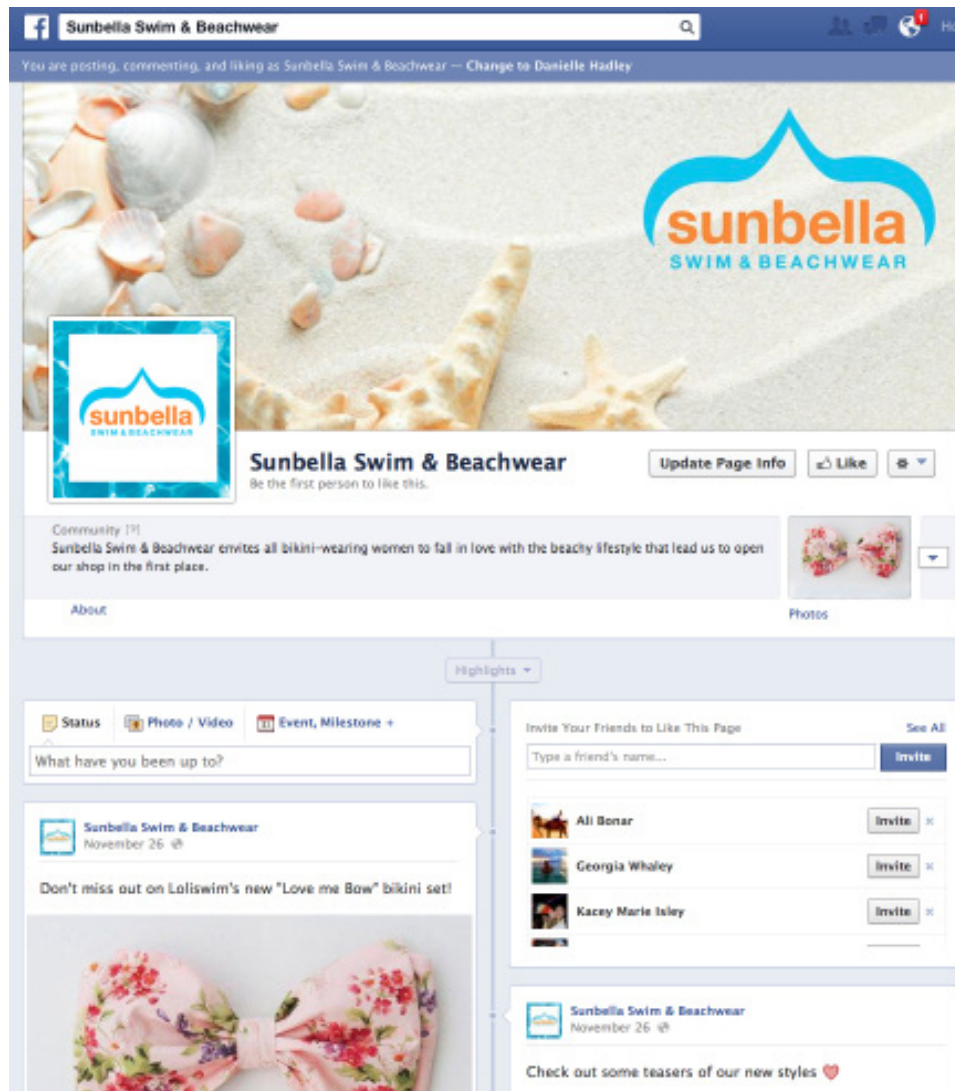 Sunbella Swim & Beachwear
You are posting, commenting, and liking as Sunbella Swim & Beachwear — Change to Danielle Hadley
sunbella
SWIM & BEACHWEAR
sunbella
SWIM & BEACHWEAR
Sunbella Swim & Beachwear
Be the first person to like this.
Update Page Info
Like
Community [?]
Sunbella Swim & Beachwear envites all bikini-wearing women to fall in love with the beachy lifestyle that lead us to open
our shop in the first place.
About
Photos
Highlights
Status
Photo / Video
Event, Milestone +
What have you been up to?
Sunbella Swim & Beachwear
November 26
Don't miss out on Loliswim's new "Love me Bow" bikini set!
Invite Your Friends to Like This Page
See All
Type a friend's name...
Invite
Ali Bonar
Invite
Georgia Whaley
Invite
Kacey Marie Isley
Invite
Sunbella Swim & Beachwear
November 26
Check out some teasers of our new styles